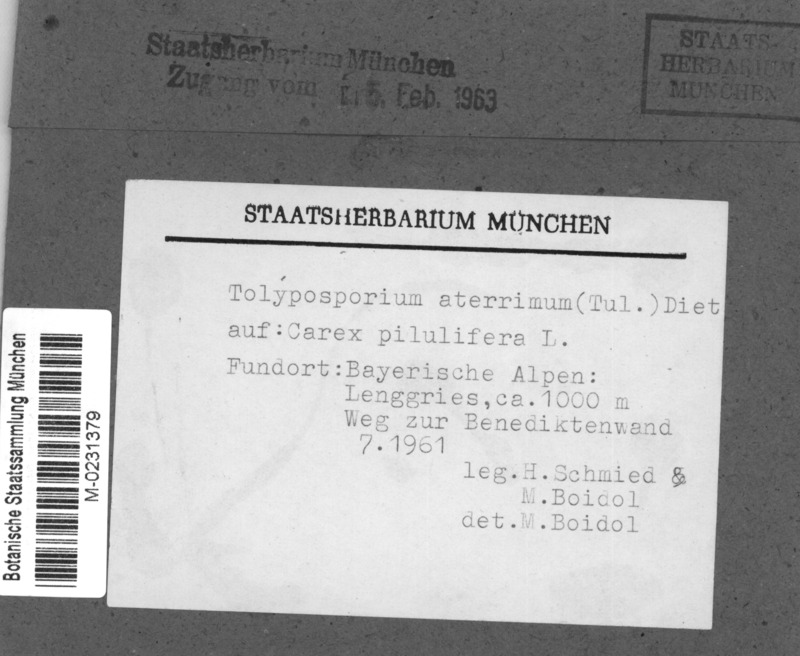 Staatsherbarium München
Zugang vom 5. Feb. 1963
STAATS-
HERBARIUM
MÜNCHEN
STAATSHERBARIUM MÜNCHEN
Tolyposporium aterrimum(Tul.)Diet
auf:Carex pilulifera L.
Fundort:Bayerische Alpen:
Lenggries,ca.1000 m
Weg zur Benediktenwand
7.1961
leg.H.Schmied &
M.Boidol
det.M.Boidol
Botanische Staatssammlung München
M-0231379